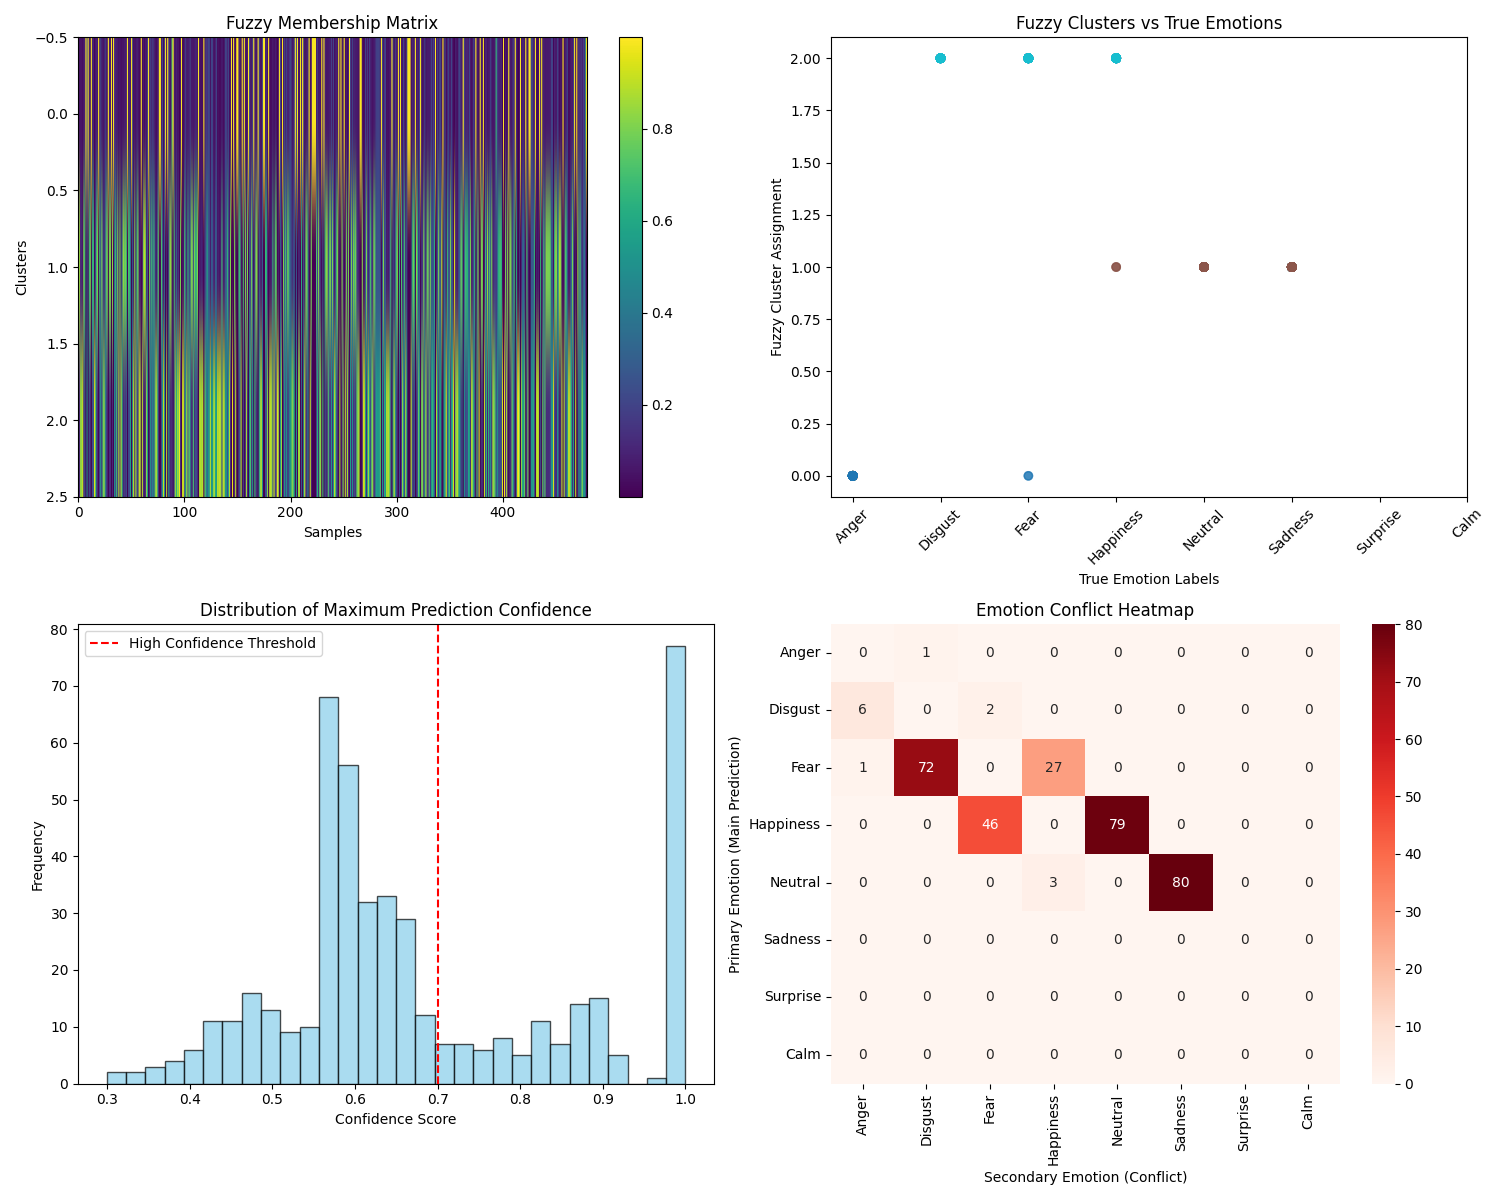 Fuzzy Membership Matrix
−0.5
0.0
0.5
1.0
1.5
2.0
2.5
Clusters
0
100
200
300
400
Samples
0.8
0.6
0.4
0.2
Fuzzy Clusters vs True Emotions
2.00
1.75
1.50
1.25
1.00
0.75
0.50
0.25
0.00
Fuzzy Cluster Assignment
Anger
Disgust
Fear
Happiness
Neutral
Sadness
Surprise
Calm
True Emotion Labels
Distribution of Maximum Prediction Confidence
High Confidence Threshold
80
70
60
50
40
30
20
10
0
Frequency
0.3
0.4
0.5
0.6
0.7
0.8
0.9
1.0
Confidence Score
Emotion Conflict Heatmap
Primary Emotion (Main Prediction)
Anger 0 1 0 0 0 0 0 0
Disgust 6 0 2 0 0 0 0 0
Fear 1 72 0 27 0 0 0 0
Happiness 0 0 46 0 79 0 0 0
Neutral 0 0 0 3 0 80 0 0
Sadness 0 0 0 0 0 0 0 0
Surprise 0 0 0 0 0 0 0 0
Calm 0 0 0 0 0 0 0 0
Anger
Disgust
Fear
Happiness
Neutral
Sadness
Surprise
Calm
Secondary Emotion (Conflict)
80
70
60
50
40
30
20
10
0